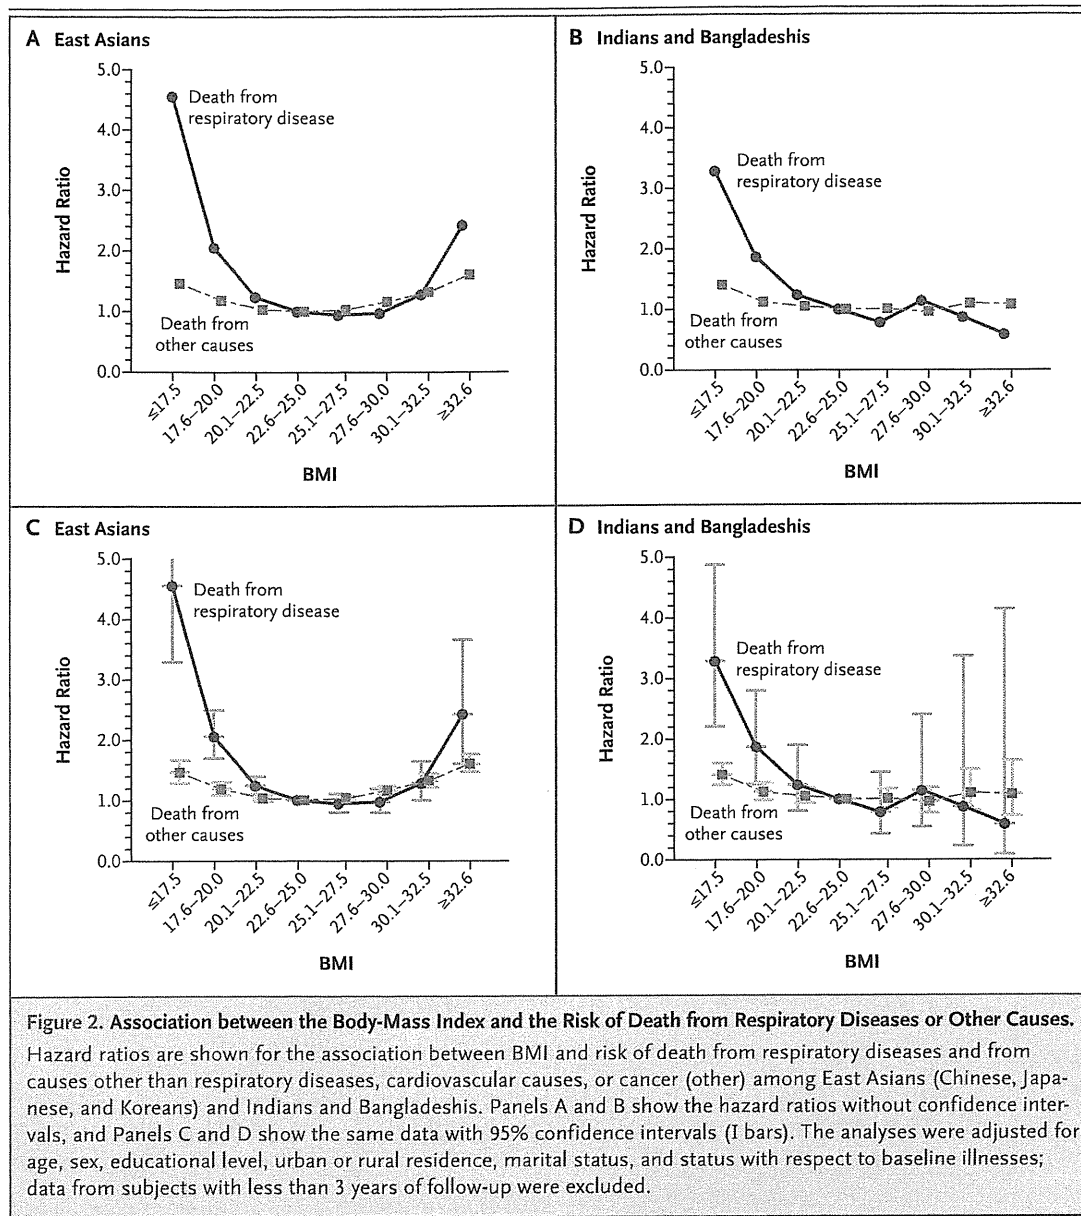 A East Asians
5.0
4.0
3.0
2.0
1.0
0.0
Hazard Ratio
Death from
respiratory disease
Death from
other causes
≤17.5
17.6–20.0
20.1–22.5
22.6–25.0
25.1–27.5
27.6–30.0
30.1–32.5
≥32.6
BMI
B Indians and Bangladeshis
5.0
4.0
3.0
2.0
1.0
0.0
Hazard Ratio
Death from
respiratory disease
Death from
other causes
≤17.5
17.6–20.0
20.1–22.5
22.6–25.0
25.1–27.5
27.6–30.0
30.1–32.5
≥32.6
BMI
C East Asians
5.0
4.0
3.0
2.0
1.0
0.0
Hazard Ratio
Death from
respiratory disease
Death from
other causes
≤17.5
17.6–20.0
20.1–22.5
22.6–25.0
25.1–27.5
27.6–30.0
30.1–32.5
≥32.6
BMI
D Indians and Bangladeshis
5.0
4.0
3.0
2.0
1.0
0.0
Hazard Ratio
Death from
respiratory disease
Death from
other causes
≤17.5
17.6–20.0
20.1–22.5
22.6–25.0
25.1–27.5
27.6–30.0
30.1–32.5
≥32.6
BMI
Figure 2. Association between the Body-Mass Index and the Risk of Death from Respiratory Diseases or Other Causes.
Hazard ratios are shown for the association between BMI and risk of death from respiratory diseases and from
causes other than respiratory diseases, cardiovascular causes, or cancer (other) among East Asians (Chinese, Japa-
nese, and Koreans) and Indians and Bangladeshis. Panels A and B show the hazard ratios without confidence inter-
vals, and Panels C and D show the same data with 95% confidence intervals (I bars). The analyses were adjusted for
age, sex, educational level, urban or rural residence, marital status, and status with respect to baseline illnesses;
data from subjects with less than 3 years of follow-up were excluded.